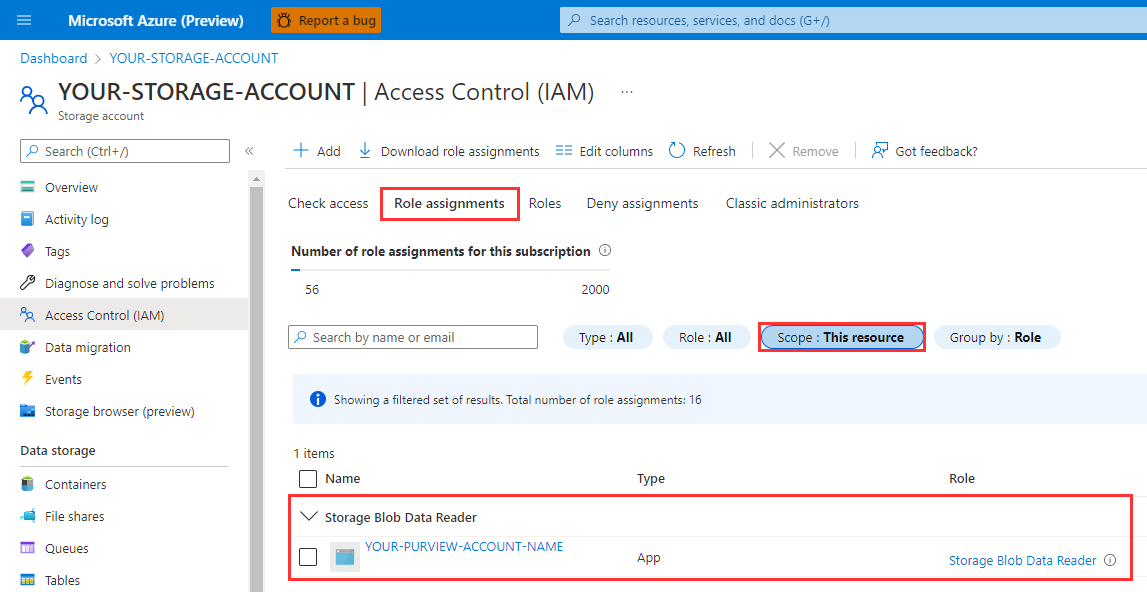 Microsoft Azure (Preview)
Report a bug
Search resources, services, and docs (G+/)
Dashboard > YOUR-STORAGE-ACCOUNT
YOUR-STORAGE-ACCOUNT | Access Control (IAM) ...
Storage account
Search (Ctrl+/)
«
Add
Download role assignments
Edit columns
Refresh
Remove
Got feedback?
Overview
Activity log
Tags
Diagnose and solve problems
Access Control (IAM)
Data migration
Events
Storage browser (preview)
Data storage
Containers
File shares
Queues
Tables
Check access
Role assignments
Roles
Deny assignments
Classic administrators
Number of role assignments for this subscription
56
2000
Search by name or email
Type : All
Role : All
Scope : This resource
Group by : Role
Showing a filtered set of results. Total number of role assignments: 16
1 items
Name
Type
Role
Storage Blob Data Reader
YOUR-PURVIEW-ACCOUNT-NAME
App
Storage Blob Data Reader